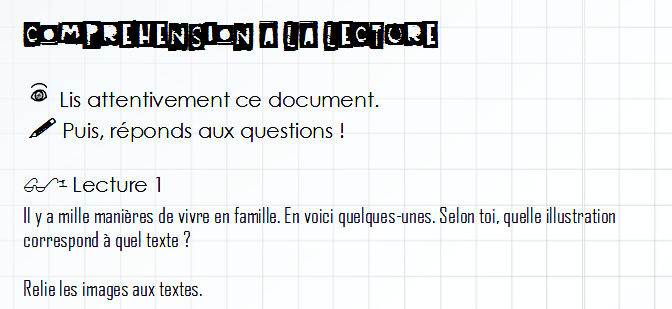 COMPREHENSION A LA LECTURE
Lis attentivement ce document.
Puis, réponds aux questions !
Lecture 1
Il y a mille manières de vivre en famille. En voici quelques-unes. Selon toi, quelle illustration
correspond à quel texte ?
Relie les images aux textes.